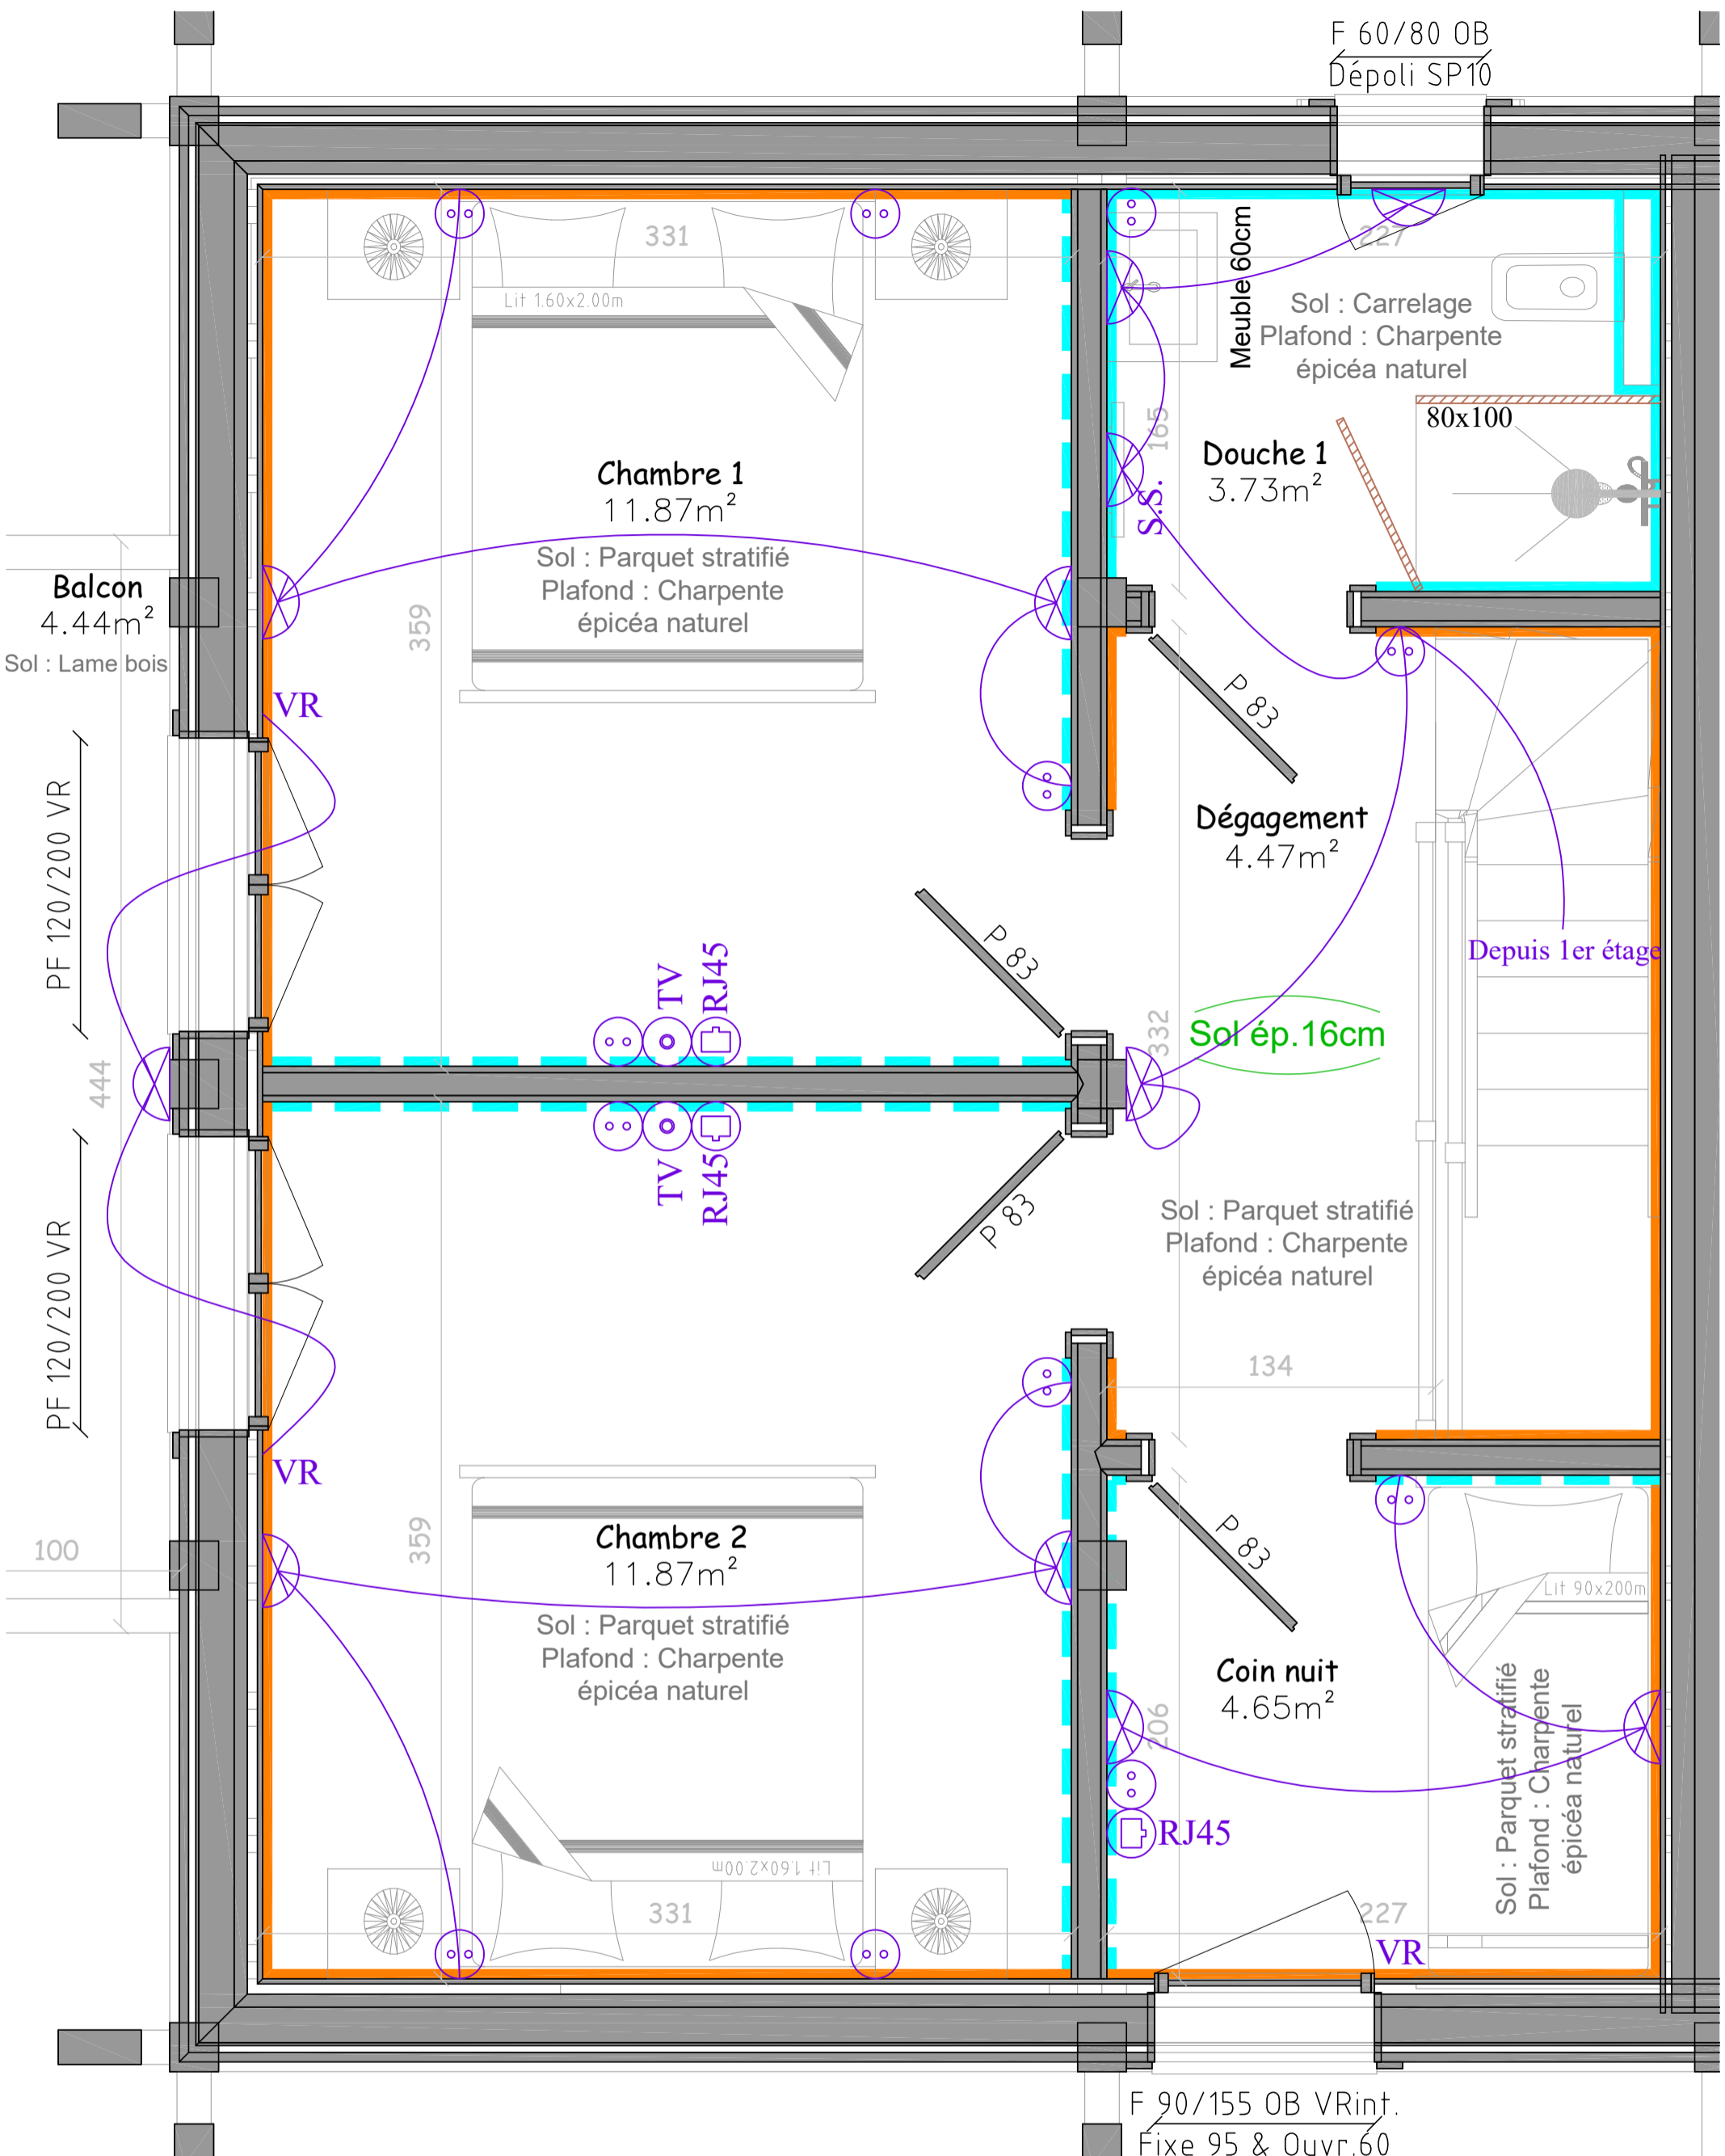 F 60/80 OB
Dépoli SP10
331
227
Lit 1.60x2.00m
Meuble 60cm
Sol : Carrelage
Plafond : Charpente
épicéa naturel
80x100
165
Douche 1
3.73m²
S.S.
Chambre 1
11.87m²
Sol : Parquet stratifié
Plafond : Charpente
épicéa naturel
359
Balcon
4.44m²
Sol : Lame bois
VR
P 83
PF 120/200 VR
Dégagement
4.47m²
P 83
Depuis 1er étage
TV
RJ45
332
Sol ép.16cm
444
TV
RJ45
P 83
Sol : Parquet stratifié
Plafond : Charpente
épicéa naturel
PF 120/200 VR
134
VR
100
359
Chambre 2
11.87m²
Sol : Parquet stratifié
Plafond : Charpente
épicéa naturel
P 83
Lit 90x200m
Coin nuit
4.65m²
206
Sol : Parquet stratifié
Plafond : Charpente
épicéa naturel
RJ45
Lit 1.60x2.00m
331
227
VR
F 90/155 OB VRint.
Fixe 95 & Ouvr.60